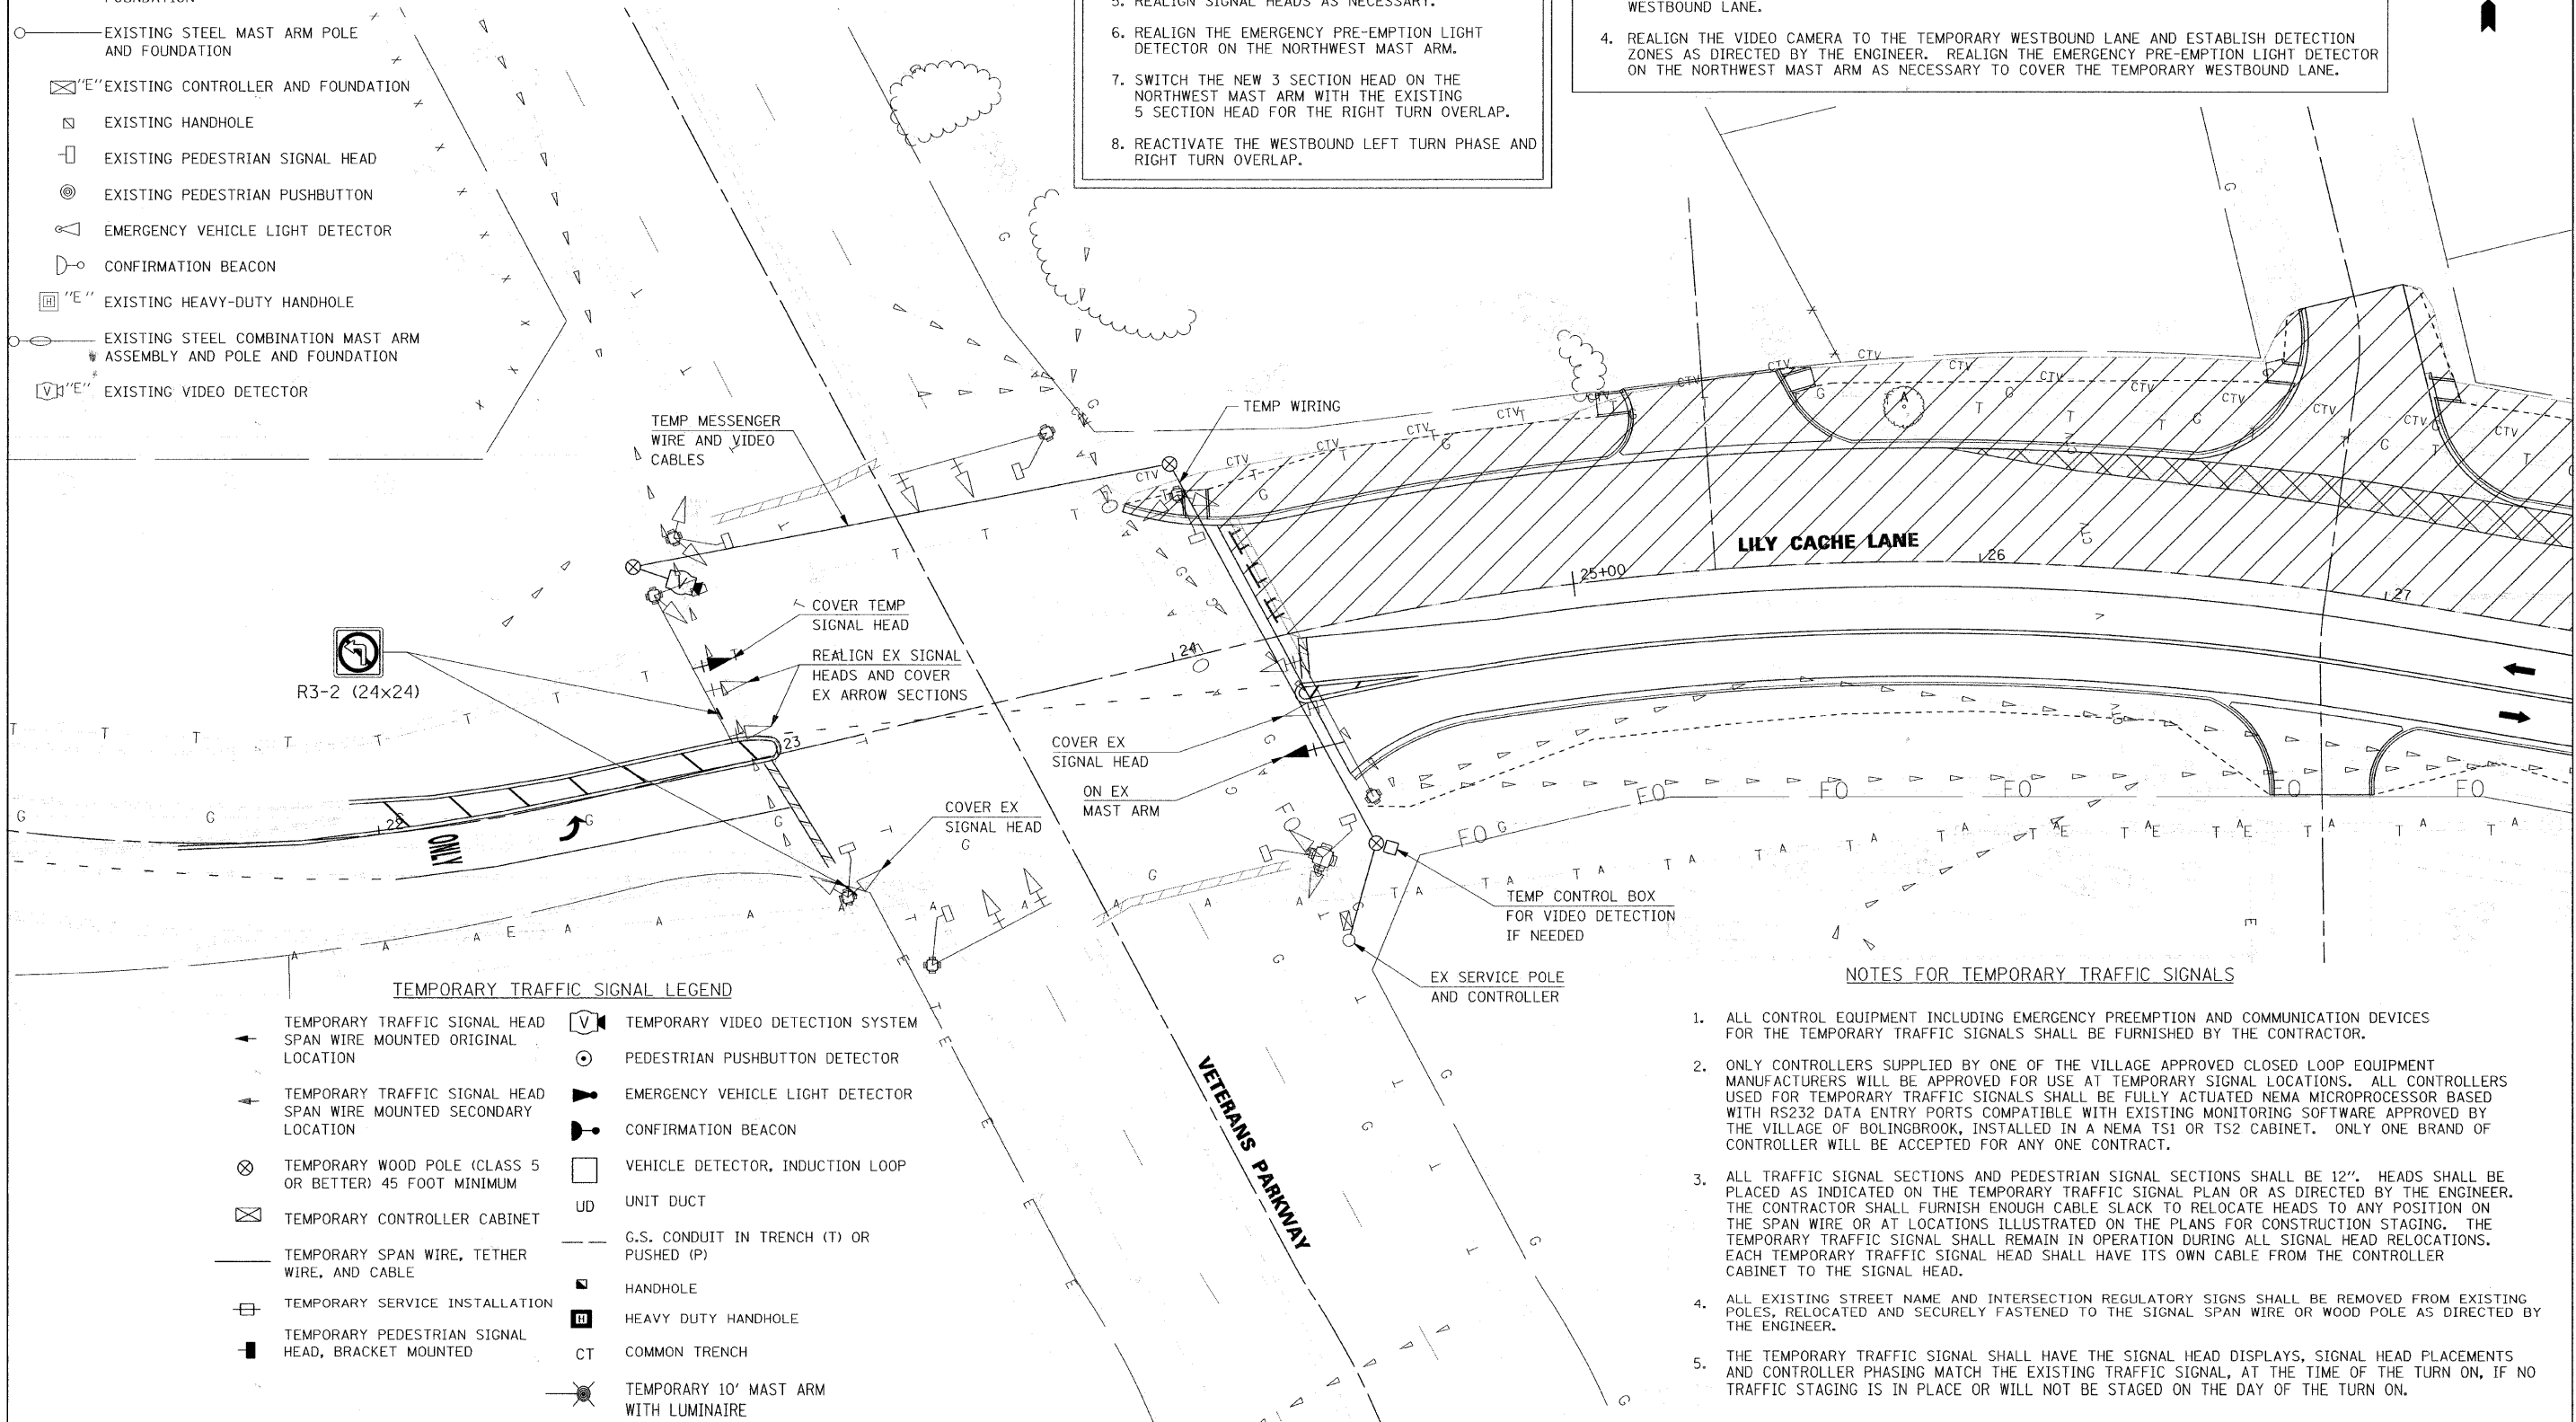 FOUNDATION
EXISTING STEEL MAST ARM POLE
AND FOUNDATION
"E" EXISTING CONTROLLER AND FOUNDATION
EXISTING HANDHOLE
EXISTING PEDESTRIAN SIGNAL HEAD
EXISTING PEDESTRIAN PUSHBUTTON
EMERGENCY VEHICLE LIGHT DETECTOR
CONFIRMATION BEACON
H "E" EXISTING HEAVY-DUTY HANDHOLE
EXISTING STEEL COMBINATION MAST ARM
ASSEMBLY AND POLE AND FOUNDATION
V "E" EXISTING VIDEO DETECTOR
5. REALIGN SIGNAL HEADS AS NECESSARY.
6. REALIGN THE EMERGENCY PRE-EMPTION LIGHT
DETECTOR ON THE NORTHWEST MAST ARM.
7. SWITCH THE NEW 3 SECTION HEAD ON THE
NORTHWEST MAST ARM WITH THE EXISTING
5 SECTION HEAD FOR THE RIGHT TURN OVERLAP.
8. REACTIVATE THE WESTBOUND LEFT TURN PHASE AND
RIGHT TURN OVERLAP.
WESTBOUND LANE.
4. REALIGN THE VIDEO CAMERA TO THE TEMPORARY WESTBOUND LANE AND ESTABLISH DETECTION
ZONES AS DIRECTED BY THE ENGINEER. REALIGN THE EMERGENCY PRE-EMPTION LIGHT DETECTOR
ON THE NORTHWEST MAST ARM AS NECESSARY TO COVER THE TEMPORARY WESTBOUND LANE.
TEMP MESSENGER
WIRE AND VIDEO
CABLES
TEMP WIRING
COVER TEMP
SIGNAL HEAD
REALIGN EX SIGNAL
HEADS AND COVER
EX ARROW SECTIONS
R3-2 (24x24)
LILY CACHE LANE
22
23
24
25+00
26
27
COVER EX
SIGNAL HEAD
ON EX
MAST ARM
COVER EX
SIGNAL HEAD
ONLY
TEMP CONTROL BOX
FOR VIDEO DETECTION
IF NEEDED
EX SERVICE POLE
AND CONTROLLER
VETERANS PARKWAY
TEMPORARY TRAFFIC SIGNAL LEGEND
TEMPORARY TRAFFIC SIGNAL HEAD
SPAN WIRE MOUNTED ORIGINAL
LOCATION
TEMPORARY TRAFFIC SIGNAL HEAD
SPAN WIRE MOUNTED SECONDARY
LOCATION
TEMPORARY WOOD POLE (CLASS 5
OR BETTER) 45 FOOT MINIMUM
TEMPORARY CONTROLLER CABINET
TEMPORARY SPAN WIRE, TETHER
WIRE, AND CABLE
TEMPORARY SERVICE INSTALLATION
TEMPORARY PEDESTRIAN SIGNAL
HEAD, BRACKET MOUNTED
V TEMPORARY VIDEO DETECTION SYSTEM
PEDESTRIAN PUSHBUTTON DETECTOR
EMERGENCY VEHICLE LIGHT DETECTOR
CONFIRMATION BEACON
VEHICLE DETECTOR, INDUCTION LOOP
UD UNIT DUCT
G.S. CONDUIT IN TRENCH (T) OR
PUSHED (P)
HANDHOLE
H HEAVY DUTY HANDHOLE
CT COMMON TRENCH
TEMPORARY 10' MAST ARM
WITH LUMINAIRE
NOTES FOR TEMPORARY TRAFFIC SIGNALS
1. ALL CONTROL EQUIPMENT INCLUDING EMERGENCY PREEMPTION AND COMMUNICATION DEVICES
FOR THE TEMPORARY TRAFFIC SIGNALS SHALL BE FURNISHED BY THE CONTRACTOR.
2. ONLY CONTROLLERS SUPPLIED BY ONE OF THE VILLAGE APPROVED CLOSED LOOP EQUIPMENT
MANUFACTURERS WILL BE APPROVED FOR USE AT TEMPORARY SIGNAL LOCATIONS. ALL CONTROLLERS
USED FOR TEMPORARY TRAFFIC SIGNALS SHALL BE FULLY ACTUATED NEMA MICROPROCESSOR BASED
WITH RS232 DATA ENTRY PORTS COMPATIBLE WITH EXISTING MONITORING SOFTWARE APPROVED BY
THE VILLAGE OF BOLINGBROOK, INSTALLED IN A NEMA TS1 OR TS2 CABINET. ONLY ONE BRAND OF
CONTROLLER WILL BE ACCEPTED FOR ANY ONE CONTRACT.
3. ALL TRAFFIC SIGNAL SECTIONS AND PEDESTRIAN SIGNAL SECTIONS SHALL BE 12". HEADS SHALL BE
PLACED AS INDICATED ON THE TEMPORARY TRAFFIC SIGNAL PLAN OR AS DIRECTED BY THE ENGINEER.
THE CONTRACTOR SHALL FURNISH ENOUGH CABLE SLACK TO RELOCATE HEADS TO ANY POSITION ON
THE SPAN WIRE OR AT LOCATIONS ILLUSTRATED ON THE PLANS FOR CONSTRUCTION STAGING. THE
TEMPORARY TRAFFIC SIGNAL SHALL REMAIN IN OPERATION DURING ALL SIGNAL HEAD RELOCATIONS.
EACH TEMPORARY TRAFFIC SIGNAL HEAD SHALL HAVE ITS OWN CABLE FROM THE CONTROLLER
CABINET TO THE SIGNAL HEAD.
4. ALL EXISTING STREET NAME AND INTERSECTION REGULATORY SIGNS SHALL BE REMOVED FROM EXISTING
POLES, RELOCATED AND SECURELY FASTENED TO THE SIGNAL SPAN WIRE OR WOOD POLE AS DIRECTED BY
THE ENGINEER.
5. THE TEMPORARY TRAFFIC SIGNAL SHALL HAVE THE SIGNAL HEAD DISPLAYS, SIGNAL HEAD PLACEMENTS
AND CONTROLLER PHASING MATCH THE EXISTING TRAFFIC SIGNAL, AT THE TIME OF THE TURN ON, IF NO
TRAFFIC STAGING IS IN PLACE OR WILL NOT BE STAGED ON THE DAY OF THE TURN ON.